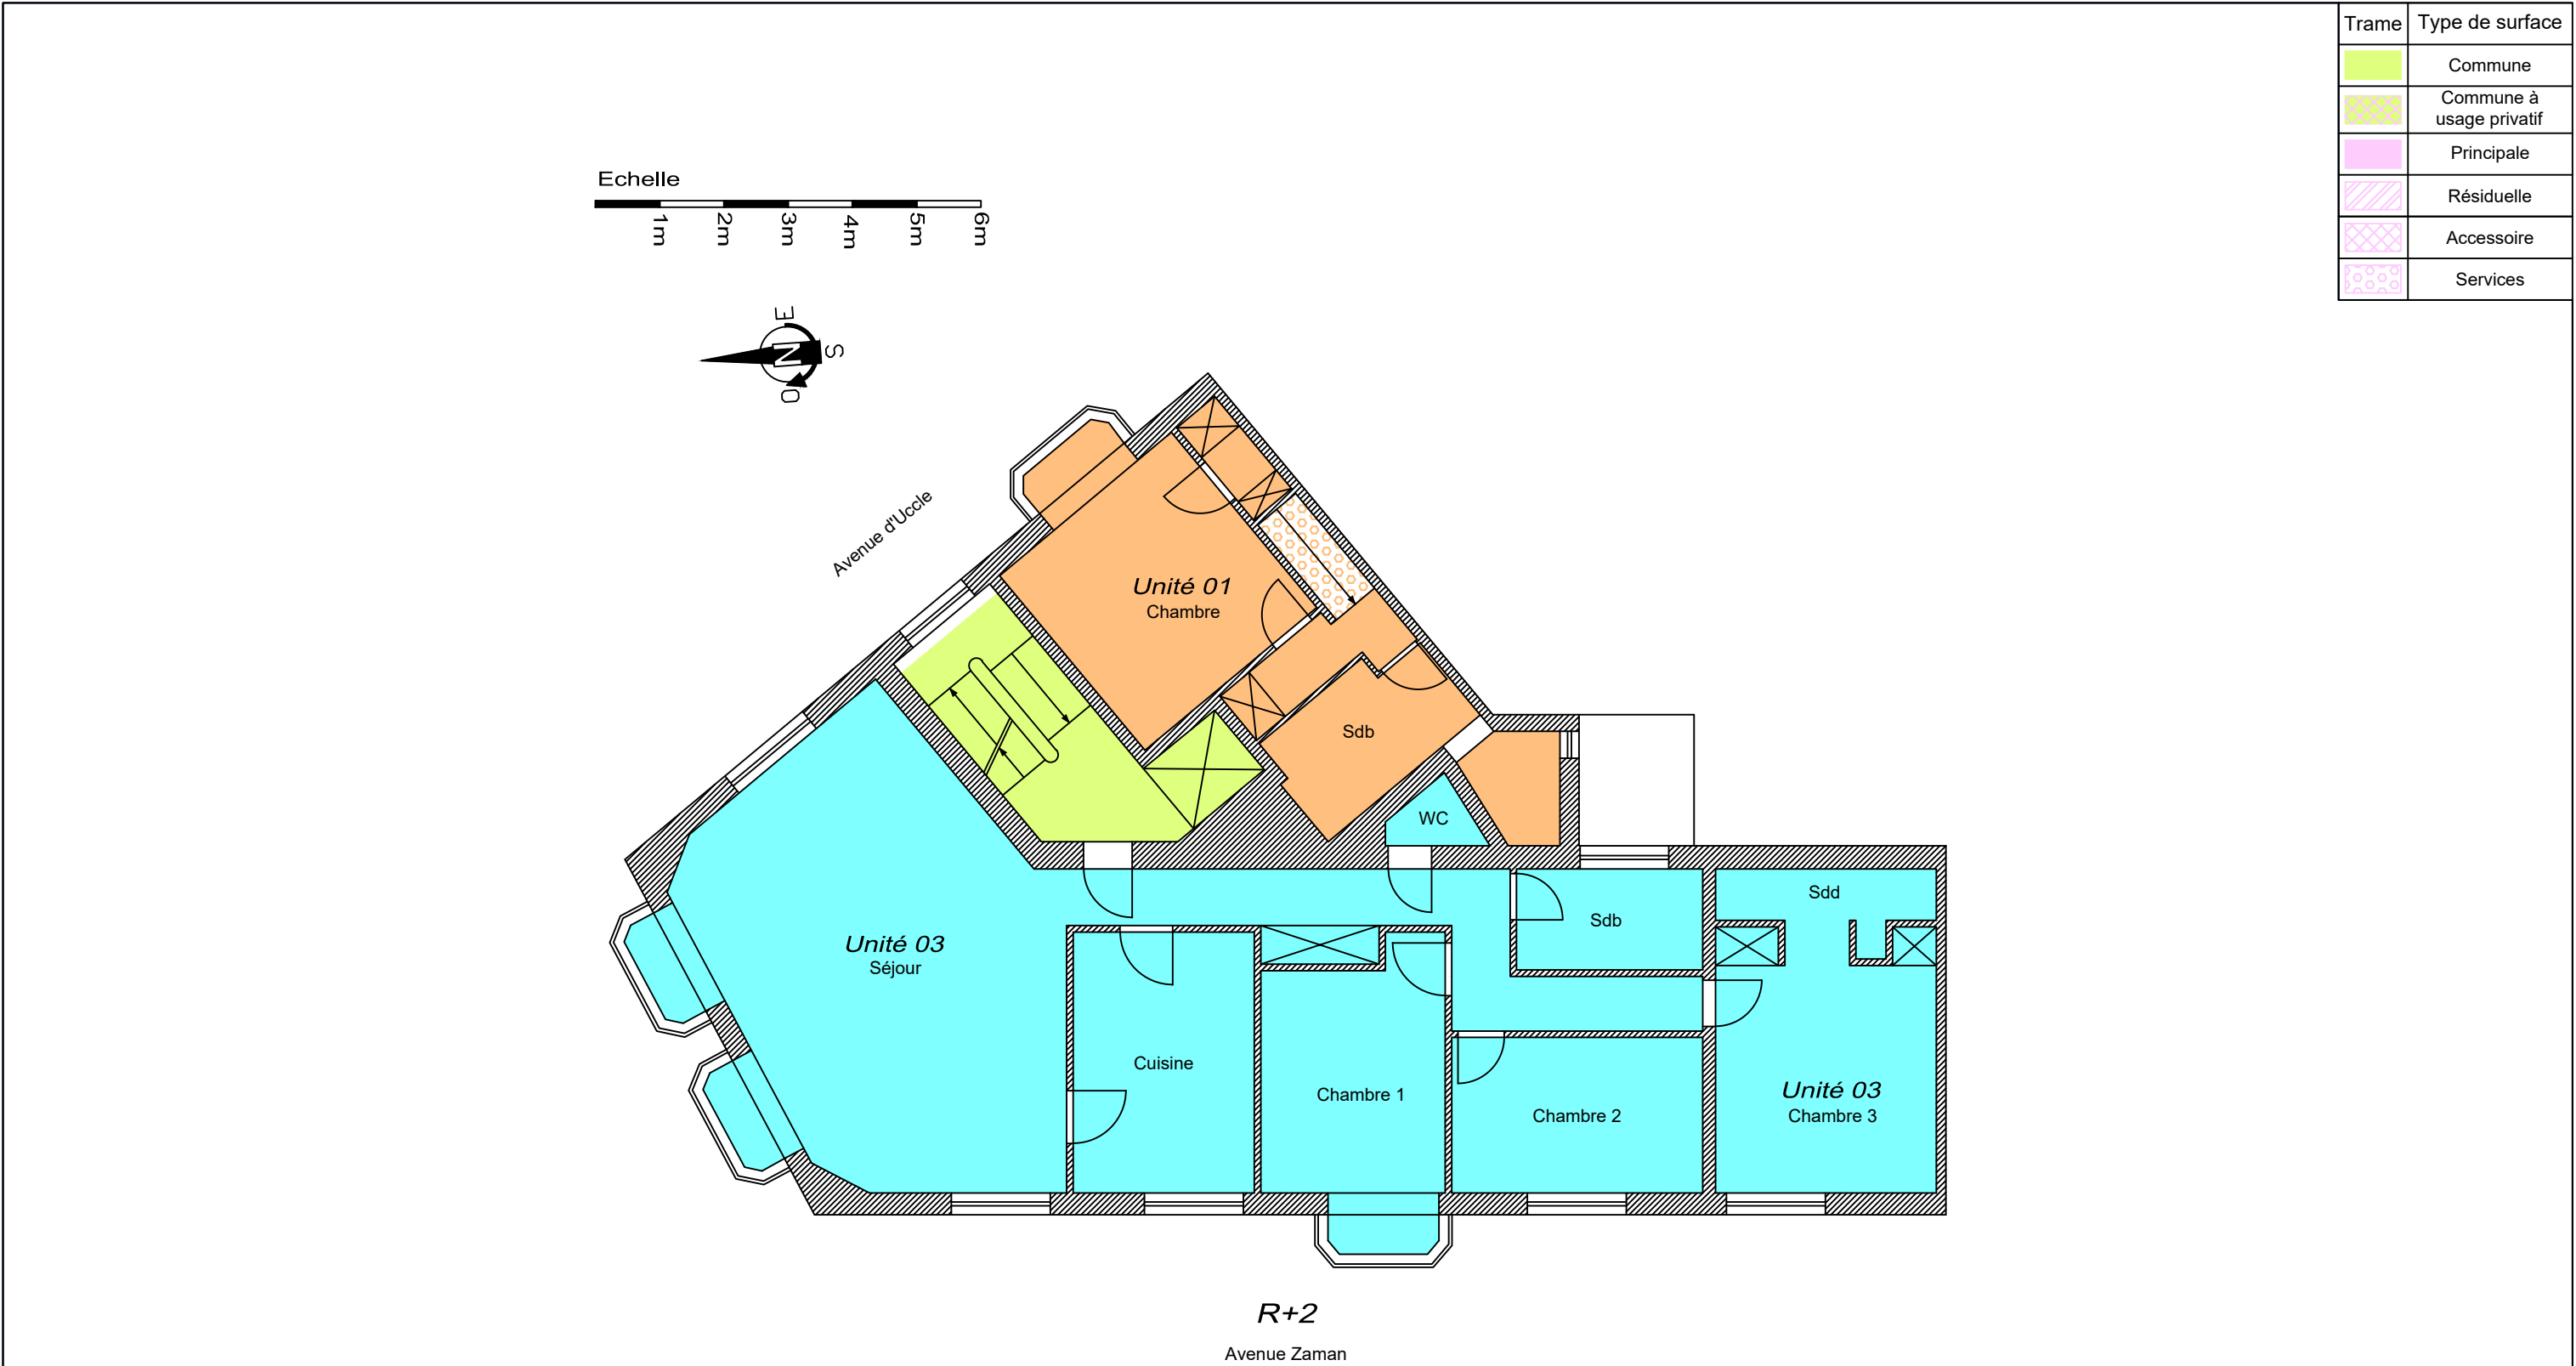 Trame
Type de surface
Commune
Commune à
usage privatif
Principale
Résiduelle
Accessoire
Services
Echelle
1m
2m
3m
4m
5m
6m
E
N
S
O
Avenue d'Uccle
Unité 01
Chambre
Sdb
WC
Sdd
Sdb
Unité 03
Séjour
Cuisine
Chambre 1
Chambre 2
Unité 03
Chambre 3
R+2
Avenue Zaman